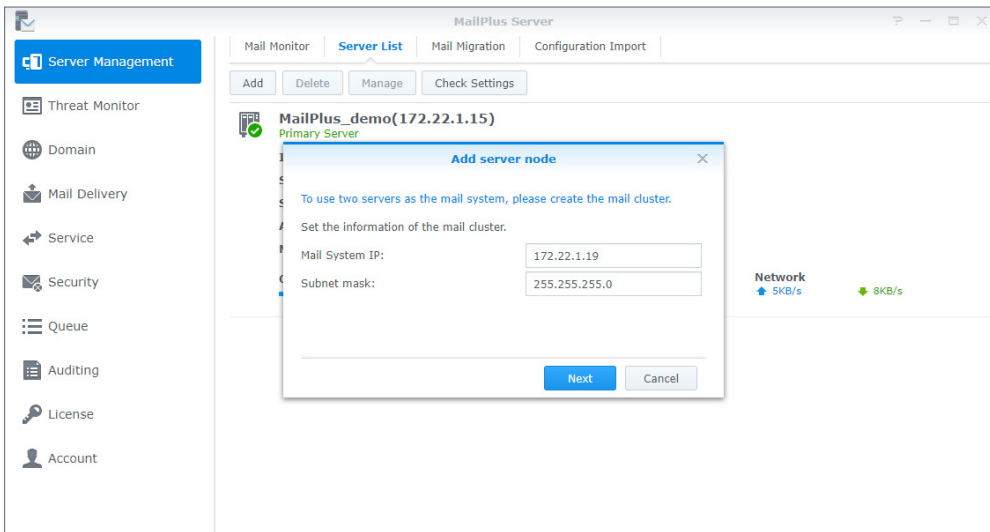 MailPlus Server
Mail Monitor
Server List
Mail Migration
Configuration Import
Server Management
Threat Monitor
Domain
Mail Delivery
Service
Security
Queue
Auditing
License
Account
Add
Delete
Manage
Check Settings
MailPlus_demo(172.22.1.15)
Primary Server
Add server node
To use two servers as the mail system, please create the mail cluster.
Set the information of the mail cluster.
Mail System IP: 172.22.1.19
Subnet mask: 255.255.255.0
Next
Cancel
Network
5KB/s 8KB/s